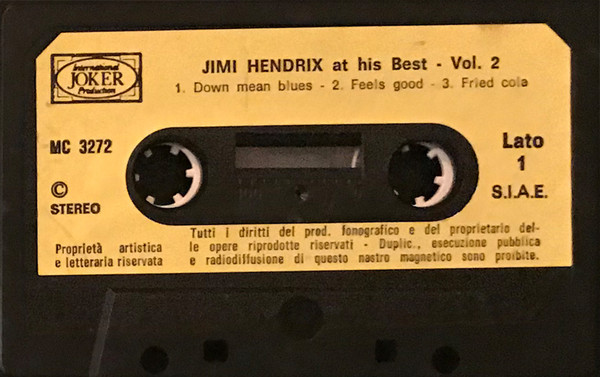 International
JOKER
Production
JIMI HENDRIX at his Best - Vol. 2
1. Down mean blues - 2. Feels good - 3. Fried cola
MC 3272
Lato
1
©
STEREO
S.I.A.E.
Proprietà artistica
e letteraria riservata
Tutti i diritti del prod. fonografico e del proprietario del-
le opere riprodotte riservati - Duplic., esecuzione pubblica
e radiodiffusione di questo nastro magnetico sono proibite.